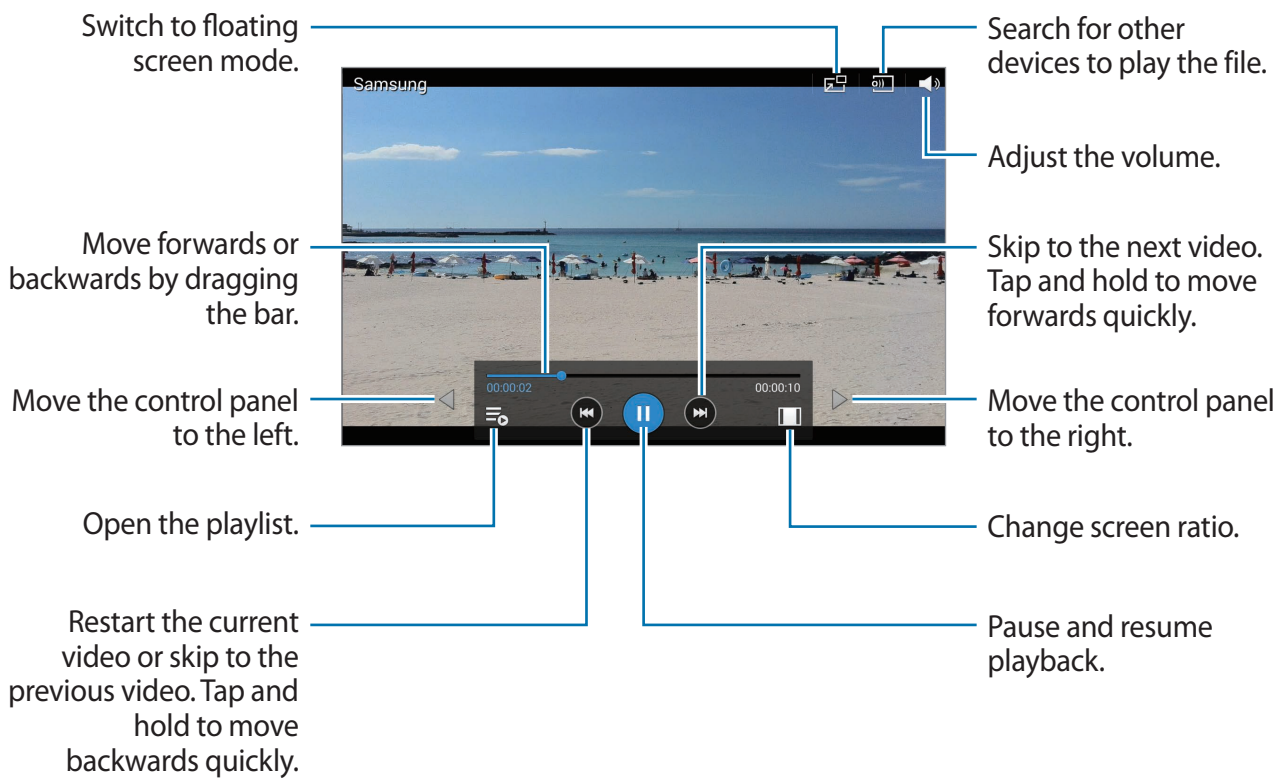 Switch to floating
screen mode.
Search for other
devices to play the file.
Samsung
Adjust the volume.
Move forwards or
backwards by dragging
the bar.
Skip to the next video.
Tap and hold to move
forwards quickly.
00:00:02
00:00:10
Move the control panel
to the left.
Move the control panel
to the right.
Open the playlist.
Change screen ratio.
Restart the current
video or skip to the
previous video. Tap and
hold to move
backwards quickly.
Pause and resume
playback.